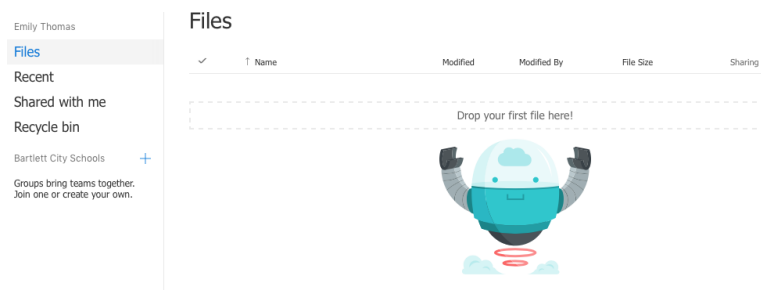 Emily Thomas
Files
Recent
Shared with me
Recycle bin
Bartlett City Schools
Groups bring teams together.
Join one or create your own.
Files
Name Modified Modified By File Size Sharing
Drop your first file here!